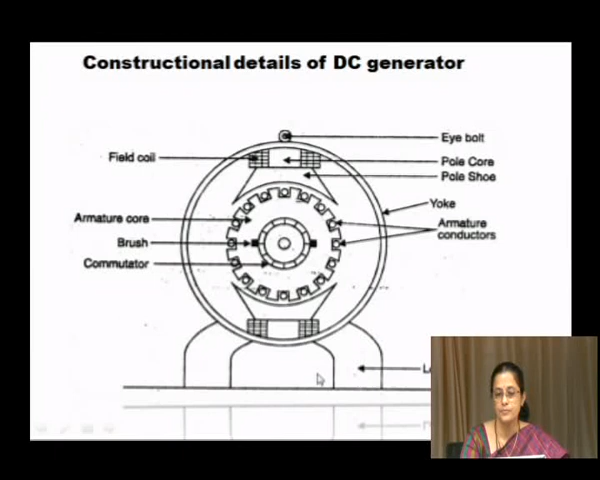 Constructional details of DC generator
Eye bolt
Field coil
Pole Core
Pole Shoe
Yoke
Armature core
Armature
conductors
Brush
Commutator